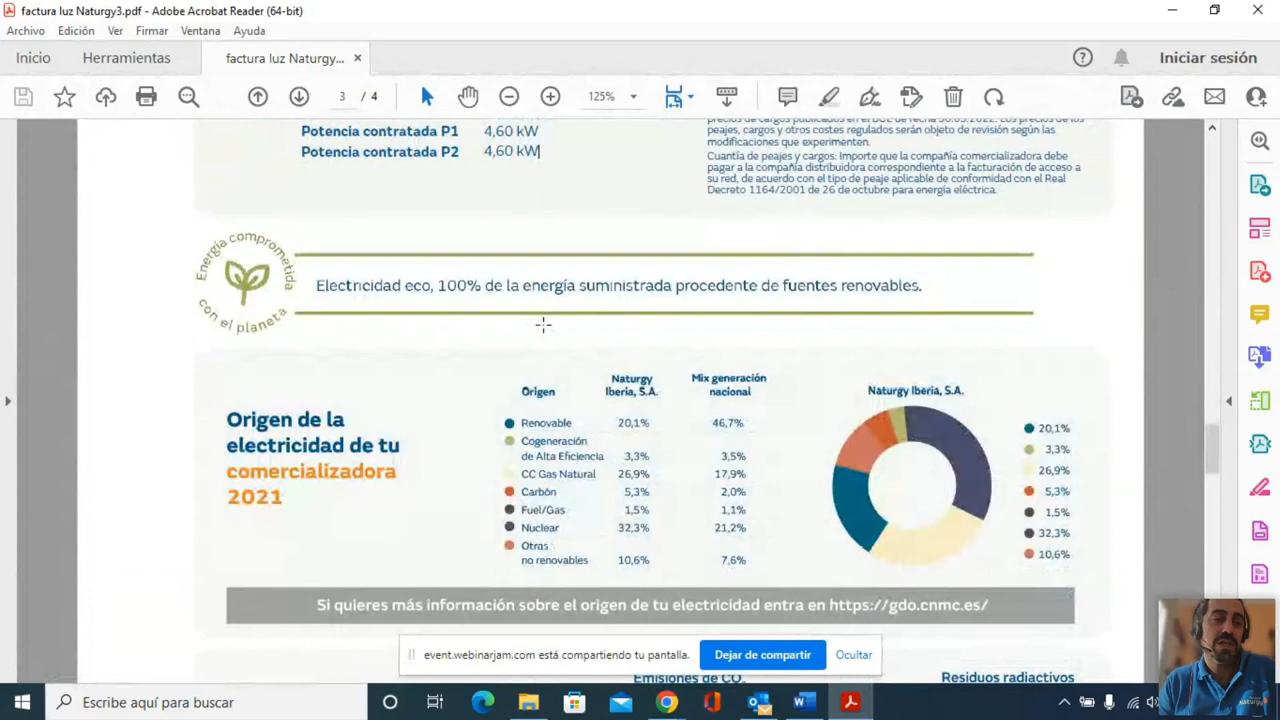 factura luz Naturgy3.pdf - Adobe Acrobat Reader (64-bit)
Archivo Edición Ver Firmar Ventana Ayuda
Inicio Herramientas factura luz Naturgy... × Iniciar sesión
3 / 4 125%
Potencia contratada P1 4,60 kW
Potencia contratada P2 4,60 kW
peajes, cargos y otros costes regulados serán objeto de revisión según las
modificaciones que experimenten.
Cuantía de peajes y cargos: Importe que la compañía comercializadora debe
pagar a la compañía distribuidora correspondiente a la facturación de acceso a
su red, de acuerdo con el tipo de peaje aplicable de conformidad con el Real
Decreto 1164/2001 de 26 de octubre para energía eléctrica.
Energía comprometida
con el planeta
Electricidad eco, 100% de la energía suministrada procedente de fuentes renovables.
Origen de la
electricidad de tu
comercializadora
2021
Origen Naturgy Iberia, S.A. Mix generación nacional
Renovable 20,1% 46,7%
Cogeneración
de Alta Eficiencia 3,3% 3,5%
CC Gas Natural 26,9% 17,9%
Carbón 5,3% 2,0%
Fuel/Gas 1,5% 1,1%
Nuclear 32,3% 21,2%
Otras
no renovables 10,6% 7,6%
Naturgy Iberia, S.A.
20,1%
3,3%
26,9%
5,3%
1,5%
32,3%
10,6%
Si quieres más información sobre el origen de tu electricidad entra en https://gdo.cnmc.es/
event.webinarjam.com está compartiendo tu pantalla. Dejar de compartir Ocultar
Emisiones de CO Residuos radiactivos
Escribe aquí para buscar
Naturgy